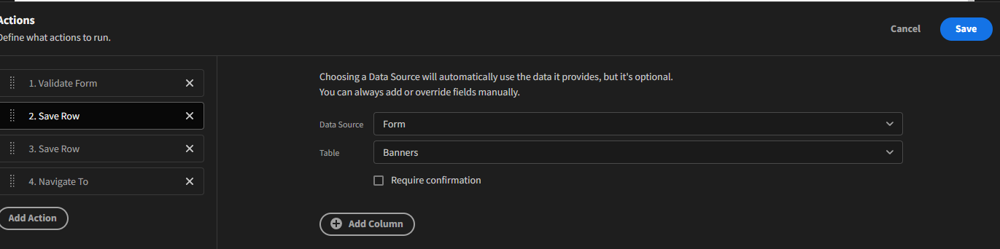 Actions
Define what actions to run.
Cancel
Save
1. Validate Form
2. Save Row
3. Save Row
4. Navigate To
Add Action
Choosing a Data Source will automatically use the data it provides, but it's optional.
You can always add or override fields manually.
Data Source
Form
Table
Banners
Require confirmation
Add Column